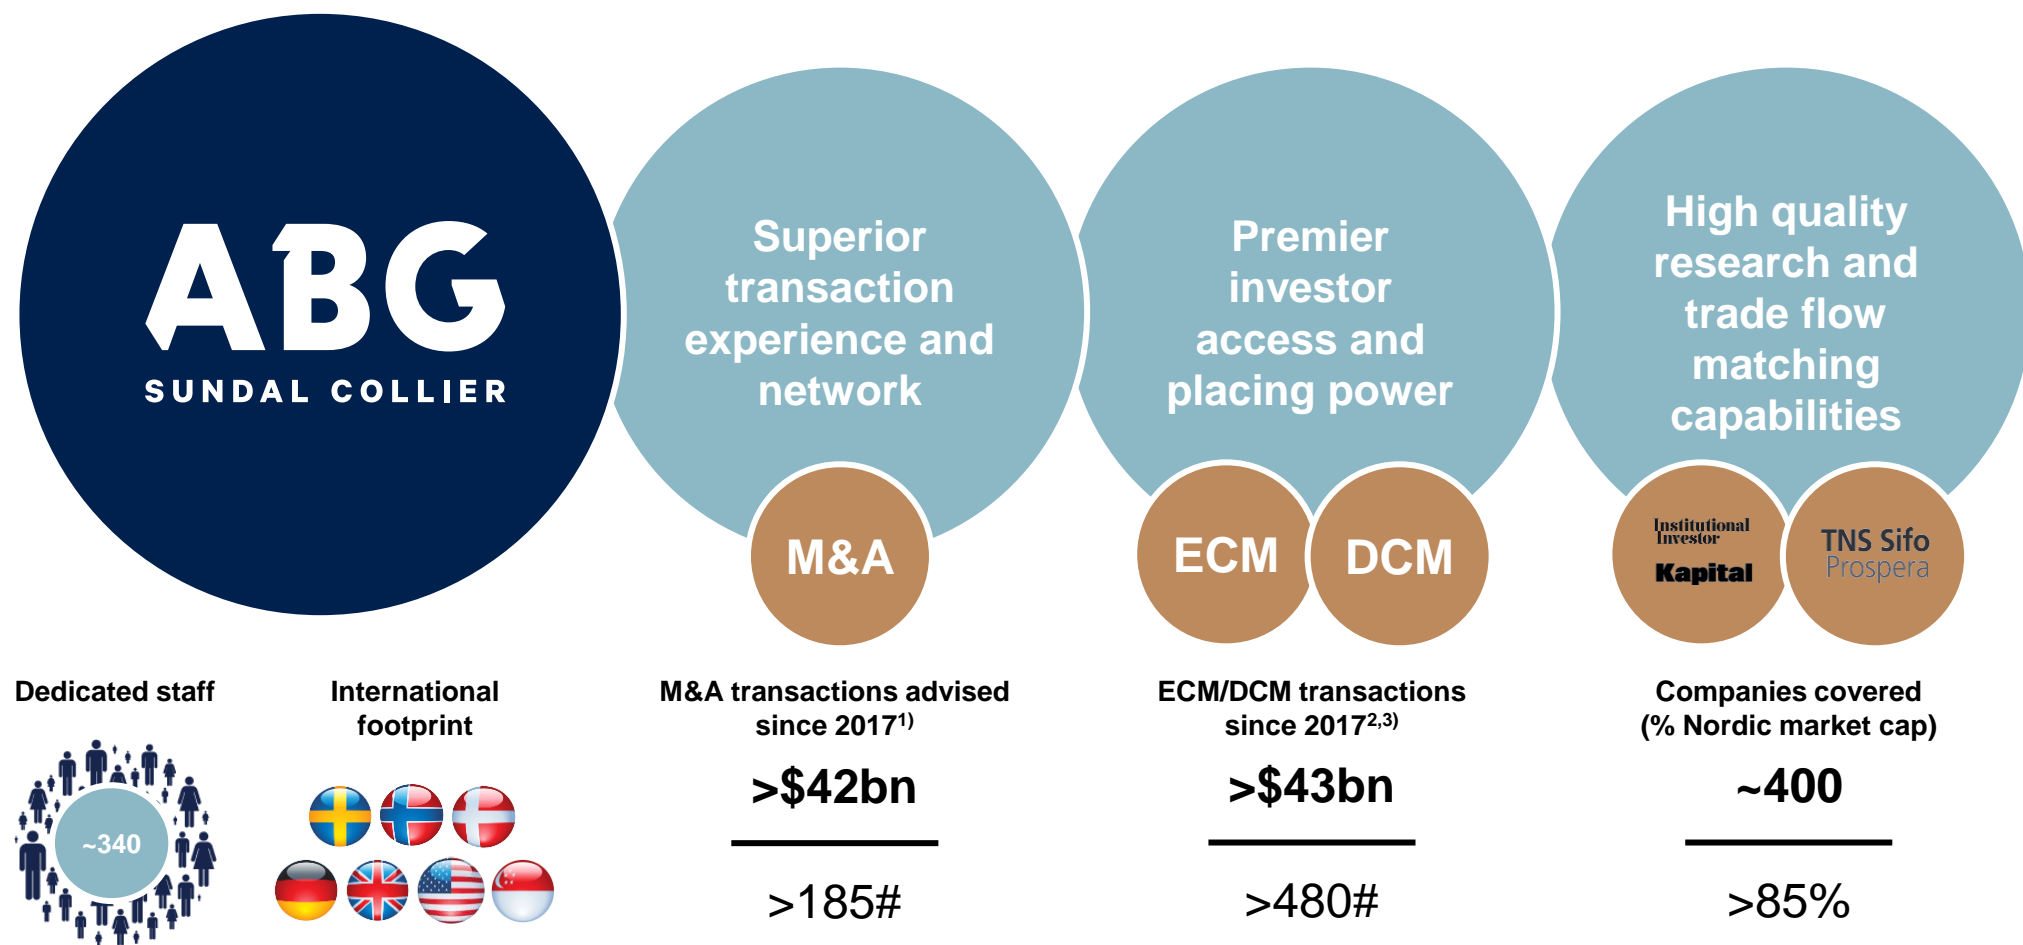 ABG
SUNDAL COLLIER
Superior
transaction
experience and
network
M&A
Premier
investor
access and
placing power
ECM
DCM
High quality
research and
trade flow
matching
capabilities
Institutional
Investor
Kapital
TNS Sifo
Prospera
Dedicated staff
~340
International
footprint
M&A transactions advised
since 2017¹⁾
>$42bn
>185#
ECM/DCM transactions
since 2017²,³⁾
>$43bn
>480#
Companies covered
(% Nordic market cap)
~400
>85%